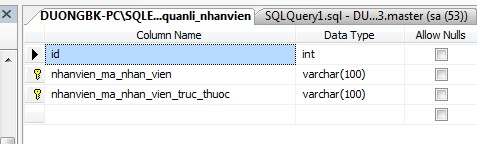 DUONGBK-PC\SQLE...quanli_nhanvien SQLQuery1.sql - DU...3.master (sa (53))
Column Name Data Type Allow Nulls
id int
nhanvien_ma_nhan_vien varchar(100)
nhanvien_ma_nhan_vien_truc_thuoc varchar(100)